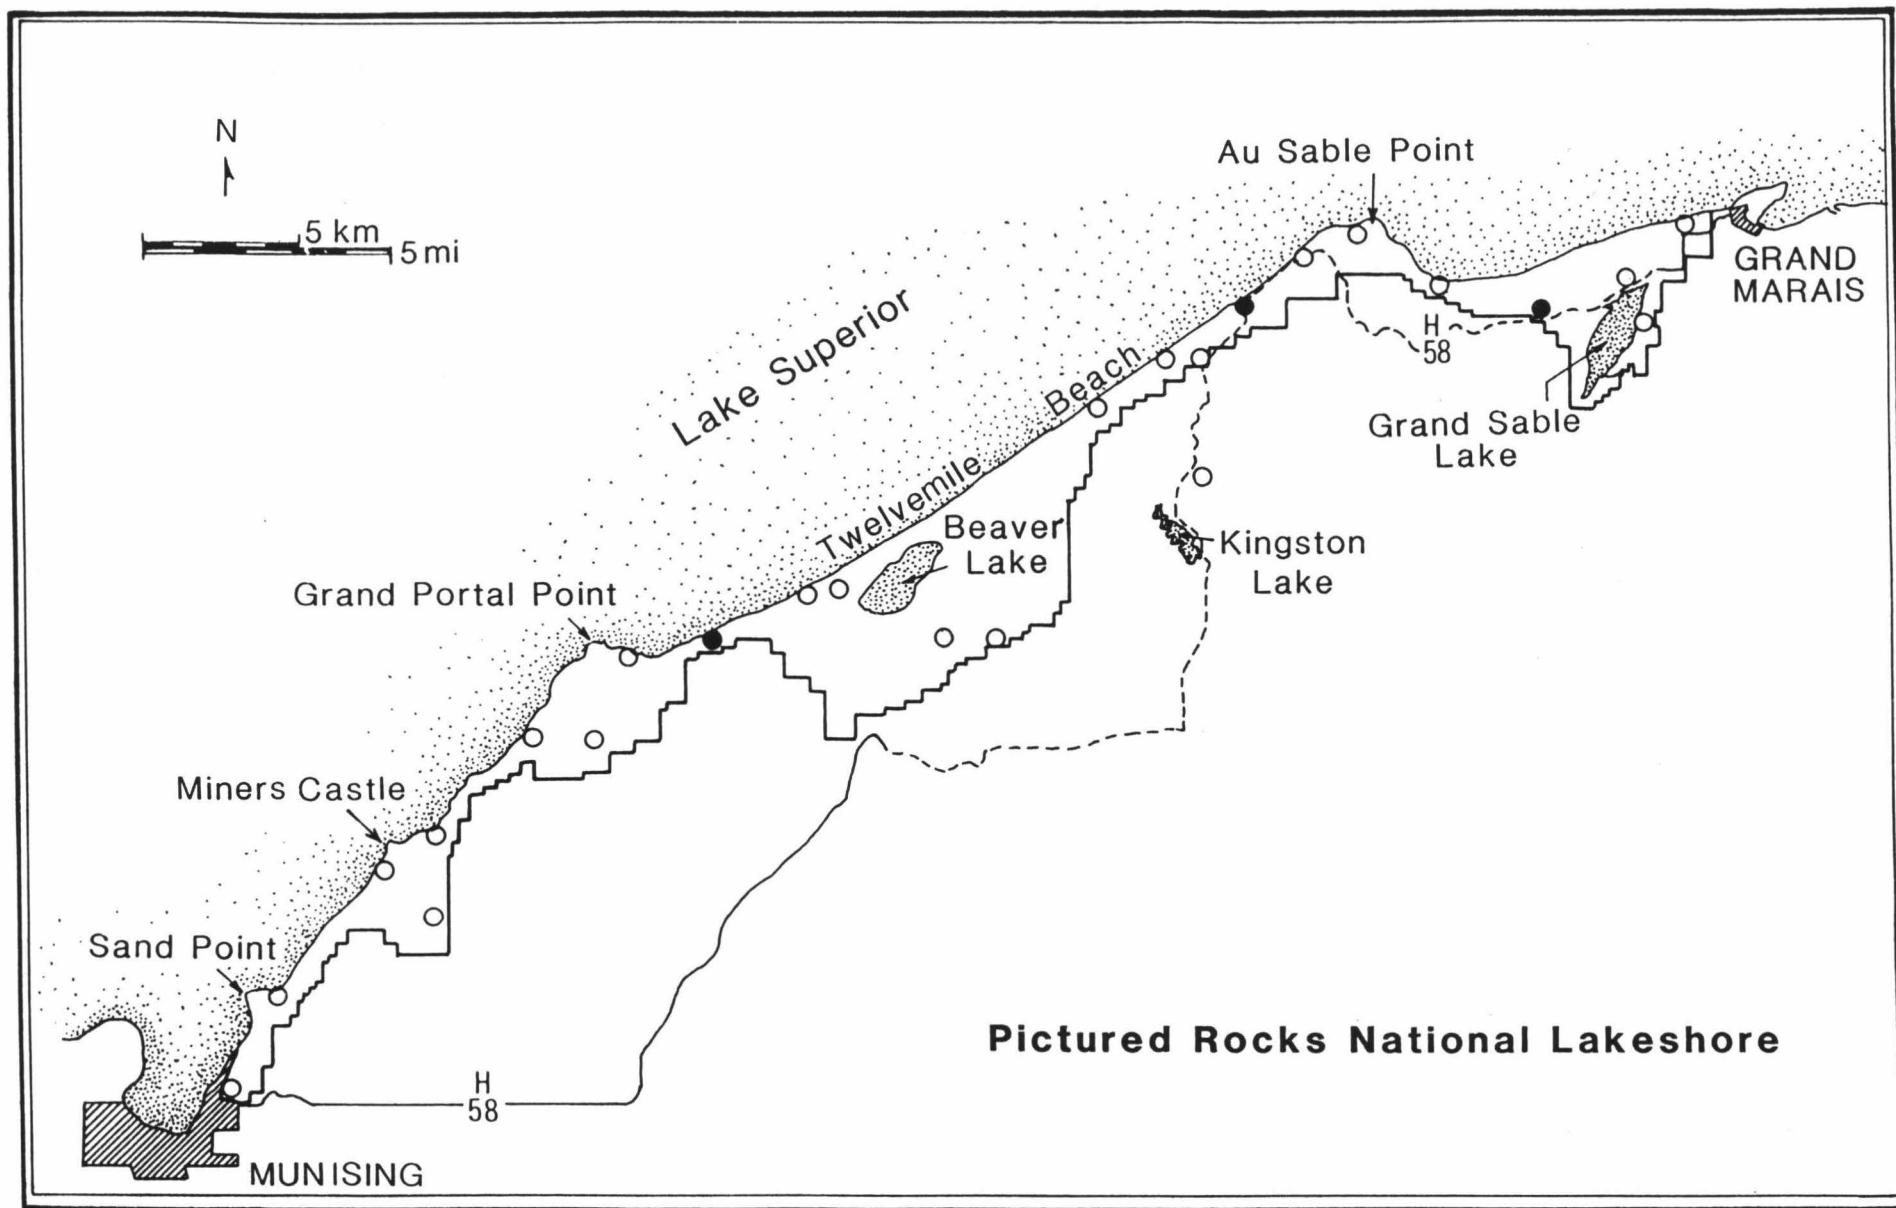 N
5 km
5 mi
Au Sable Point
GRAND
MARAIS
H
58
Grand Sable
Lake
Lake Superior
Twelvemile Beach
Beaver
Lake
Kingston
Lake
Grand Portal Point
Miners Castle
Sand Point
Pictured Rocks National Lakeshore
H
58
MUNISING